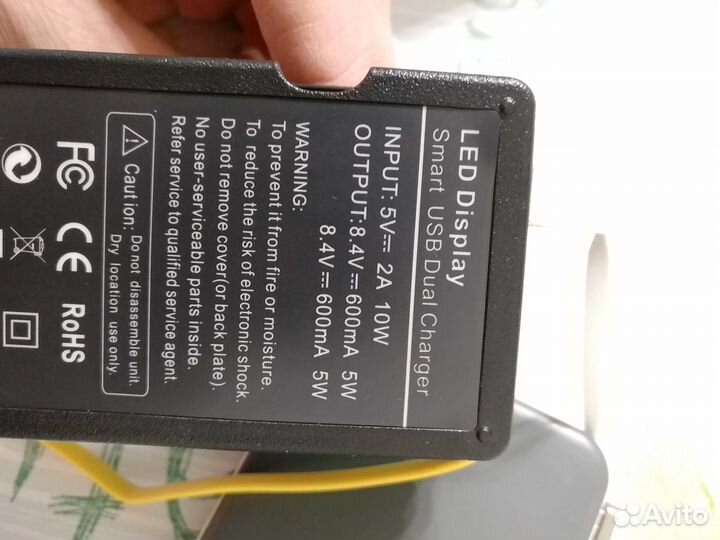 LED Display
Smart USB Dual Charger
INPUT: 5V⎓ 2A 10W
OUTPUT: 8.4V⎓600mA 5W
8.4V⎓600mA 5W
WARNING:
To prevent it from fire or moisture.
To reduce the risk of electronic shock.
Do not remove cover(or back plate).
No user-serviceable parts inside.
Refer service to qualified service agent.
Caution: Do not disassemble unit.
Dry location use only.
FC CE RoHS
Avito